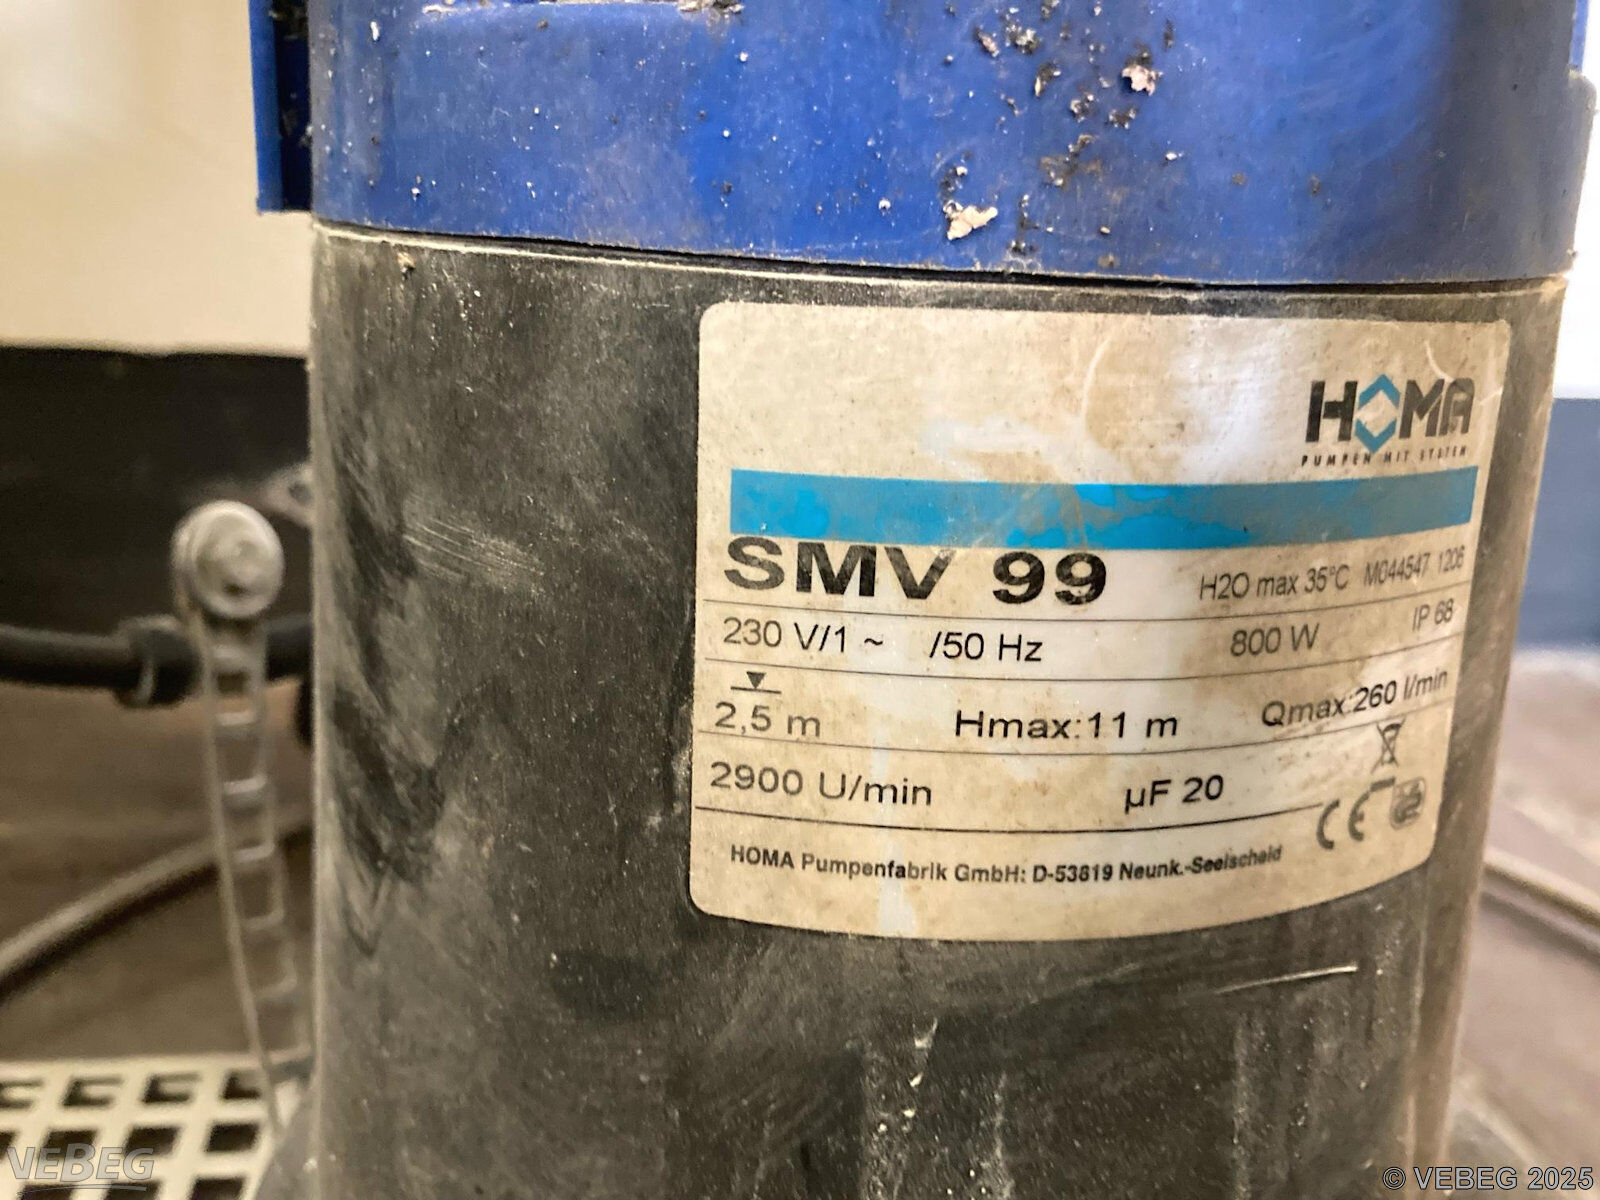 HOMA
PUMPEN MIT SYSTEM
SMV 99 H2O max 35°C M044547 1206
230 V/1 ~ /50 Hz 800 W IP 68
2,5 m Hmax:11 m Qmax:260 l/min
2900 U/min µF 20
CE
HOMA Pumpenfabrik GmbH: D-53819 Neunk.-Seelscheid
VEBEG
© VEBEG 2025